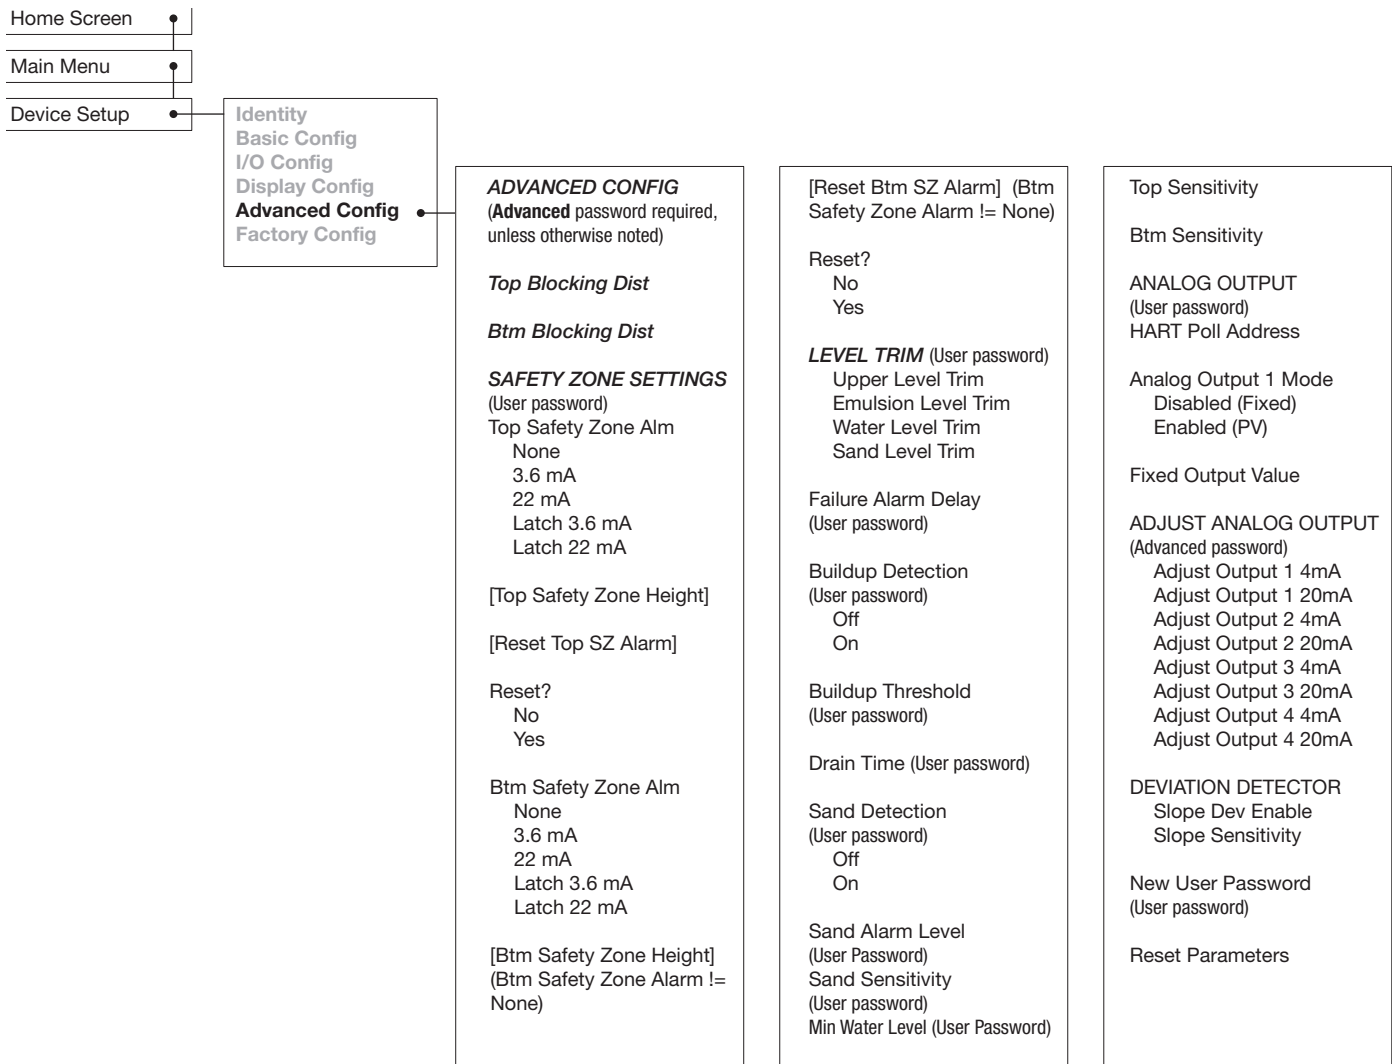 Home Screen
Main Menu
Device Setup
Identity
Basic Config
I/O Config
Display Config
Advanced Config
Factory Config
ADVANCED CONFIG
(Advanced password required,
unless otherwise noted)
Top Blocking Dist
Btm Blocking Dist
SAFETY ZONE SETTINGS
(User password)
Top Safety Zone Alm
None
3.6 mA
22 mA
Latch 3.6 mA
Latch 22 mA
[Top Safety Zone Height]
[Reset Top SZ Alarm]
Reset?
No
Yes
Btm Safety Zone Alm
None
3.6 mA
22 mA
Latch 3.6 mA
Latch 22 mA
[Btm Safety Zone Height]
(Btm Safety Zone Alarm !=
None)
[Reset Btm SZ Alarm] (Btm
Safety Zone Alarm != None)
Reset?
No
Yes
LEVEL TRIM (User password)
Upper Level Trim
Emulsion Level Trim
Water Level Trim
Sand Level Trim
Failure Alarm Delay
(User password)
Buildup Detection
(User password)
Off
On
Buildup Threshold
(User password)
Drain Time (User password)
Sand Detection
(User password)
Off
On
Sand Alarm Level
(User Password)
Sand Sensitivity
(User password)
Min Water Level (User Password)
Top Sensitivity
Btm Sensitivity
ANALOG OUTPUT
(User password)
HART Poll Address
Analog Output 1 Mode
Disabled (Fixed)
Enabled (PV)
Fixed Output Value
ADJUST ANALOG OUTPUT
(Advanced password)
Adjust Output 1 4mA
Adjust Output 1 20mA
Adjust Output 2 4mA
Adjust Output 2 20mA
Adjust Output 3 4mA
Adjust Output 3 20mA
Adjust Output 4 4mA
Adjust Output 4 20mA
DEVIATION DETECTOR
Slope Dev Enable
Slope Sensitivity
New User Password
(User password)
Reset Parameters